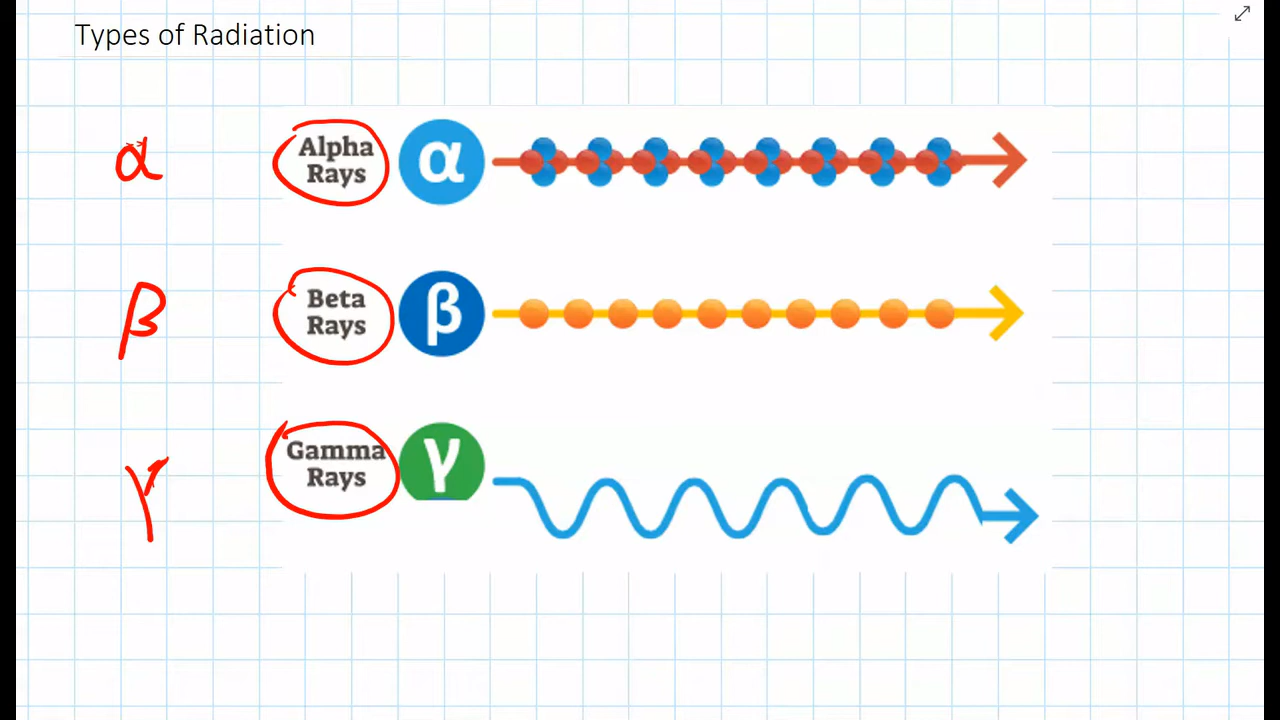 Types of Radiation
α
Alpha
Rays
α
β
Beta
Rays
β
γ
Gamma
Rays
γ